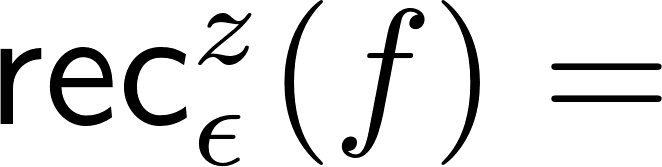 rec^z_ϵ(f) =